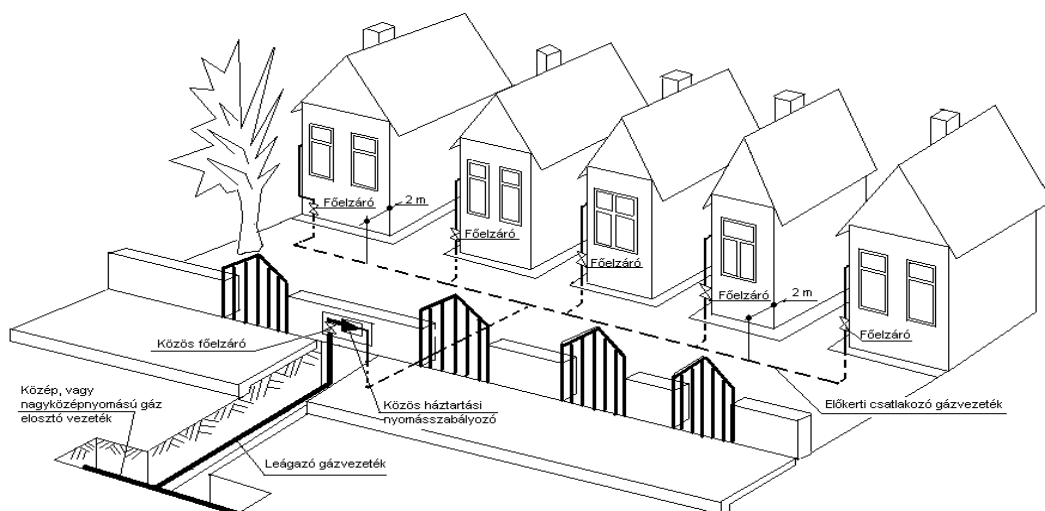 Főelzáró
2 m
Főelzáró
Főelzáró
Főelzáró
2 m
Főelzáró
Közös főelzáró
Közép, vagy
nagyközépnyomású gáz
elosztó vezeték
Közös háztartási
nyomásszabályozó
Előkerti csatlakozó gázvezeték
Leágazó gázvezeték